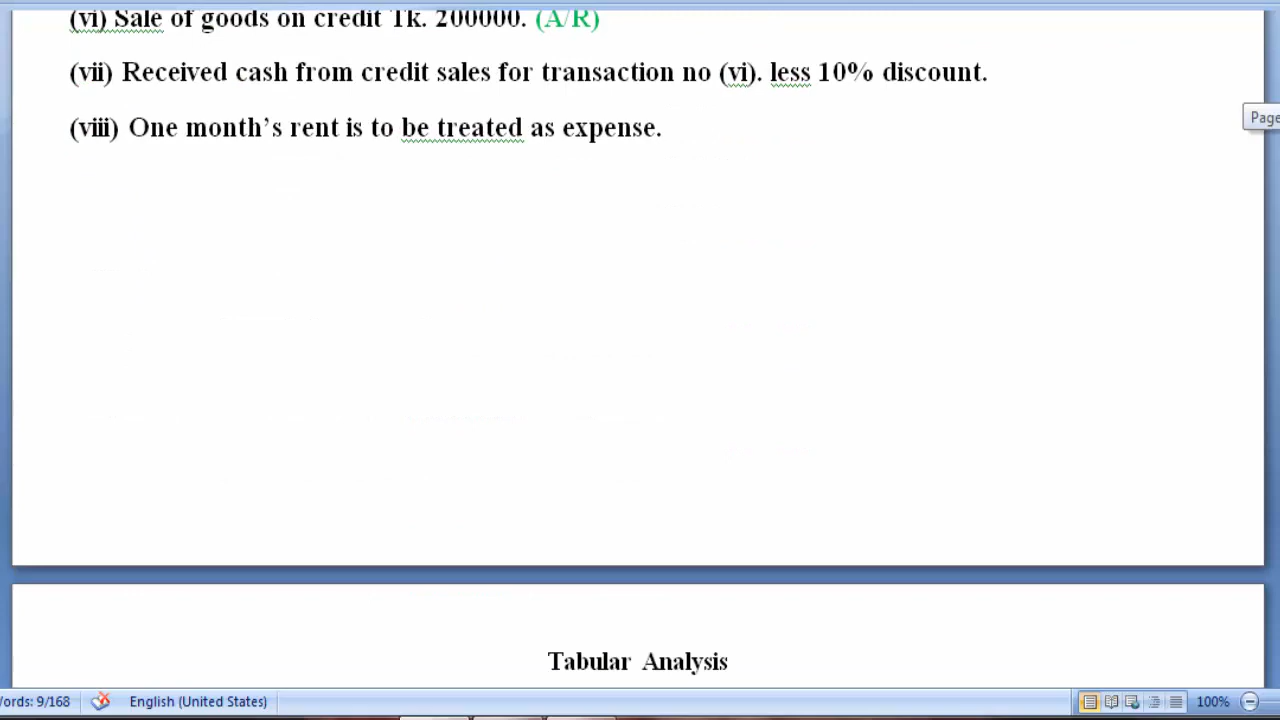 (vi) Sale of goods on credit Tk. 200000. (A/R)
(vii) Received cash from credit sales for transaction no (vi). less 10% discount.
Page
(viii) One month’s rent is to be treated as expense.
Tabular Analysis
Words: 9/168 English (United States) 100%